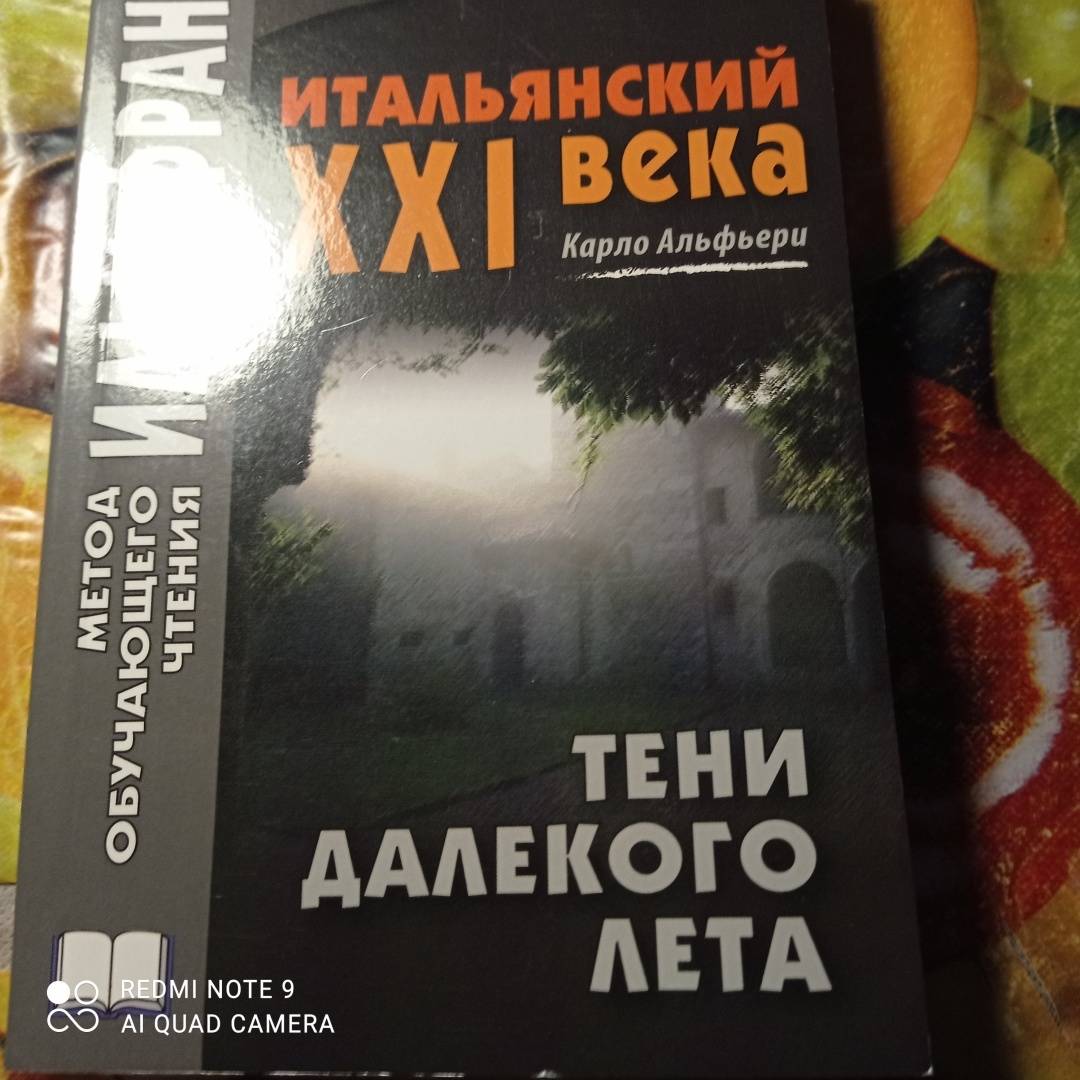 ИТАЛЬЯНСКИЙ
XXI века
Карло Альфьери
МЕТОД
ОБУЧАЮЩЕГО
ЧТЕНИЯ
ТЕНИ
ДАЛЕКОГО
ЛЕТА
REDMI NOTE 9
AI QUAD CAMERA